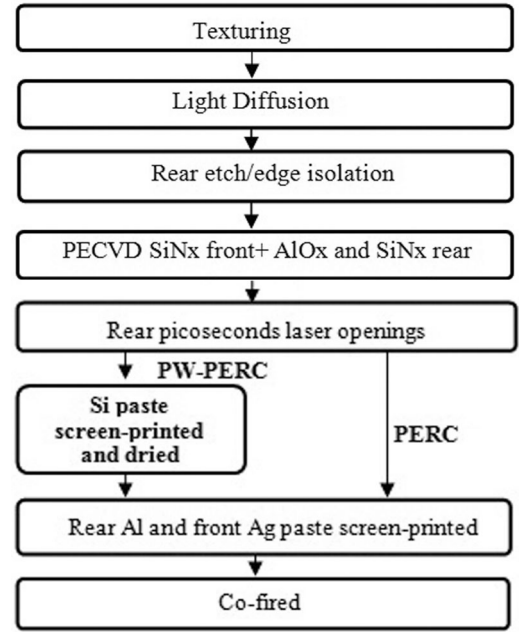 Texturing
Light Diffusion
Rear etch/edge isolation
PECVD SiNx front+ AlOx and SiNx rear
Rear picoseconds laser openings
PW-PERC
Si paste
screen-printed
and dried
PERC
Rear Al and front Ag paste screen-printed
Co-fired